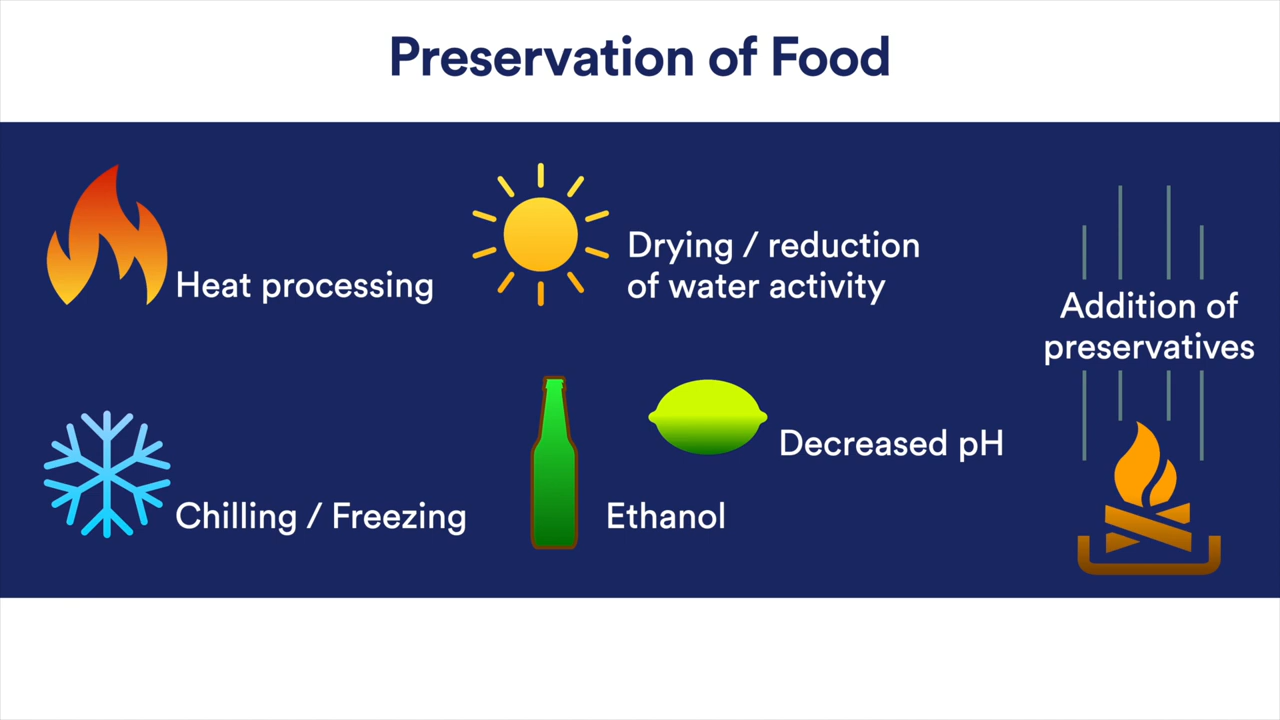 Preservation of Food
Heat processing
Drying / reduction
of water activity
Addition of
preservatives
Chilling / Freezing
Ethanol
Decreased pH